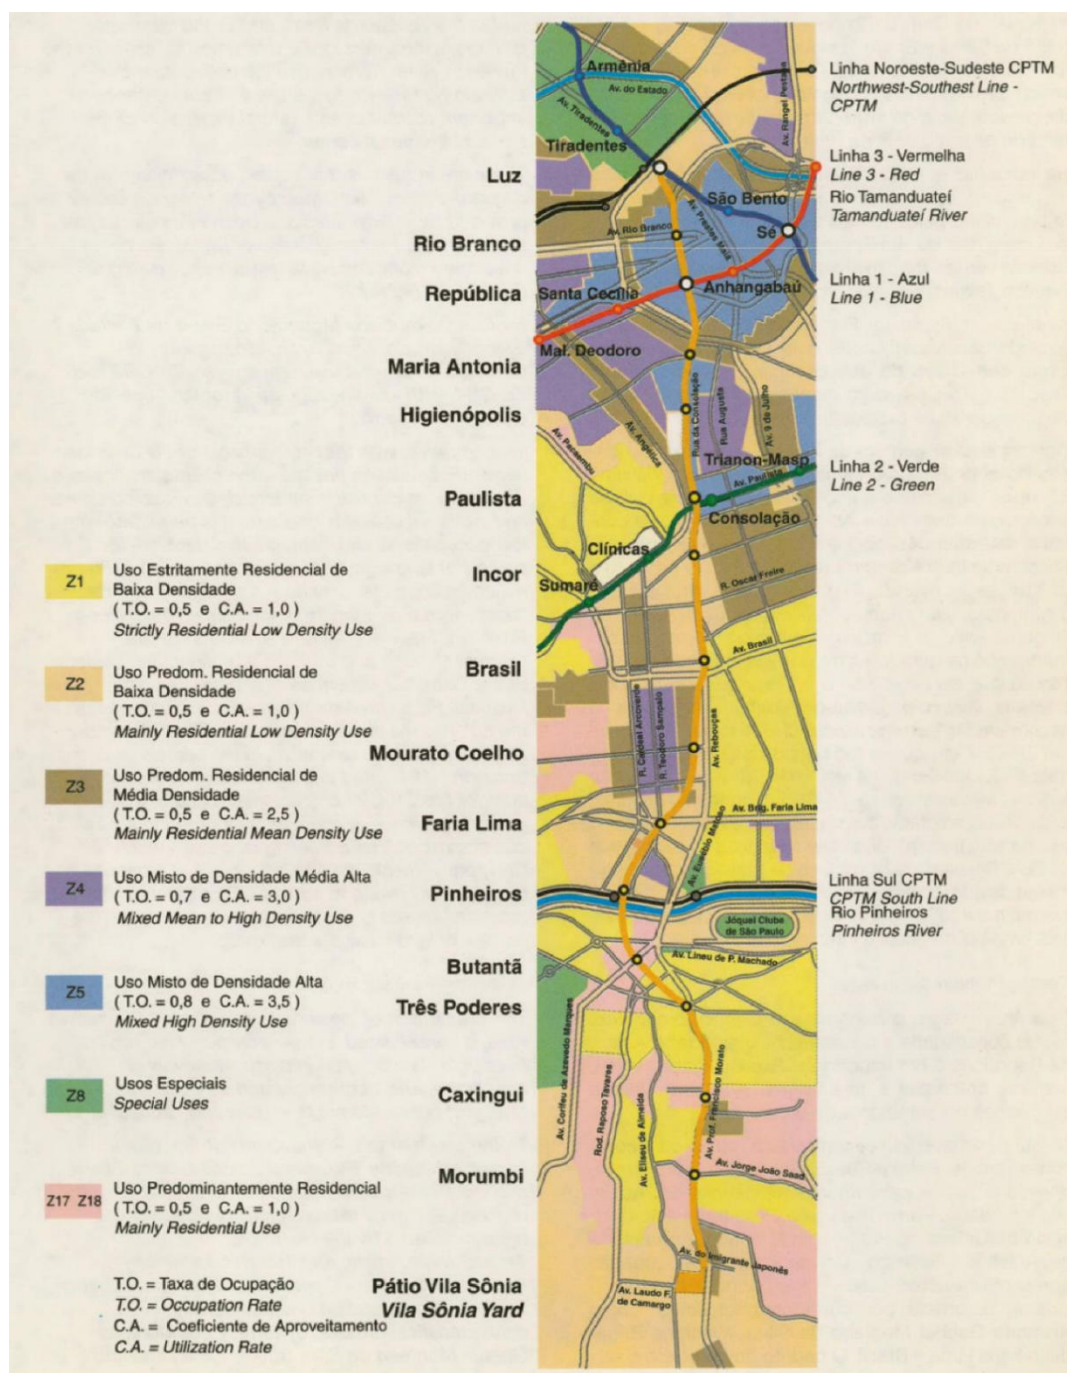 Armênia
Av. do Estado
Av. Tiradentes
Av. Rangel Pestana
Tiradentes
Linha Noroeste-Sudeste CPTM
Northwest-Southest Line -
CPTM
Luz
Linha 3 - Vermelha
Line 3 - Red
Rio Tamanduateí
Tamanduateí River
São Bento
Av. Prestes Maia
Sé
Rio Branco
Av. Rio Branco
República
Santa Cecília
Anhangabaú
Linha 1 - Azul
Line 1 - Blue
Mal. Deodoro
Maria Antonia
Higienópolis
Rua da Consolação
Rua Augusta
Av. 9 de Julho
Av. Pacaembu
Av. Angélica
Trianon-Masp
Av. Paulista
Linha 2 - Verde
Line 2 - Green
Paulista
Consolação
Clínicas
Incor
Sumaré
R. Oscar Freire
Brasil
Av. Brasil
Mourato Coelho
R. Cardeal Arcoverde
R. Teodoro Sampaio
Av. Rebouças
Faria Lima
Av. Brig. Faria Lima
Av. Eusébio Matoso
Pinheiros
Linha Sul CPTM
CPTM South Line
Rio Pinheiros
Pinheiros River
Jóquei Clube
de São Paulo
Butantã
Av. Lineu de P. Machado
Três Poderes
Av. Corifeu de Azevedo Marques
Rod. Raposo Tavares
Av. Eliseu de Almeida
Av. Prof. Francisco Morato
Caxingui
Morumbi
Av. Jorge João Saad
Av. do Imigrante Japonês
Pátio Vila Sônia
Vila Sônia Yard
Av. Laudo F.
de Camargo
Z1
Uso Estritamente Residencial de
Baixa Densidade
( T.O. = 0,5 e C.A. = 1,0 )
Strictly Residential Low Density Use
Z2
Uso Predom. Residencial de
Baixa Densidade
( T.O. = 0,5 e C.A. = 1,0 )
Mainly Residential Low Density Use
Z3
Uso Predom. Residencial de
Média Densidade
( T.O. = 0,5 e C.A. = 2,5 )
Mainly Residential Mean Density Use
Z4
Uso Misto de Densidade Média Alta
( T.O. = 0,7 e C.A. = 3,0 )
Mixed Mean to High Density Use
Z5
Uso Misto de Densidade Alta
( T.O. = 0,8 e C.A. = 3,5 )
Mixed High Density Use
Z8
Usos Especiais
Special Uses
Z17 Z18
Uso Predominantemente Residencial
( T.O. = 0,5 e C.A. = 1,0 )
Mainly Residential Use
T.O. = Taxa de Ocupação
T.O. = Occupation Rate
C.A. = Coeficiente de Aproveitamento
C.A. = Utilization Rate